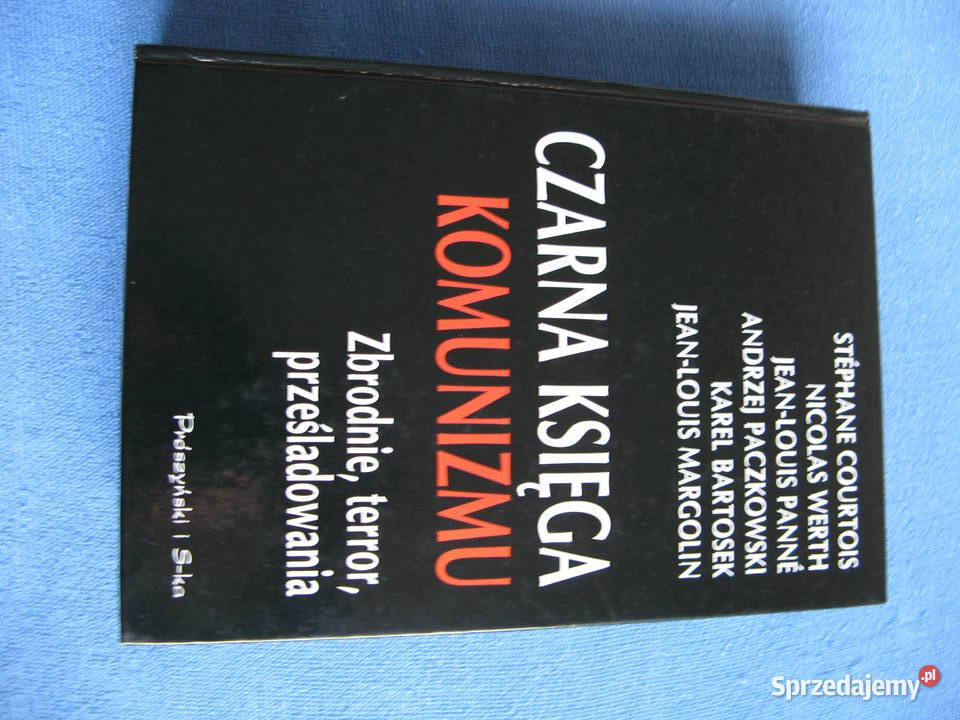 STÉPHANE COURTOIS
NICOLAS WERTH
JEAN-LOUIS PANNÉ
ANDRZEJ PACZKOWSKI
KAREL BARTOSEK
JEAN-LOUIS MARGOLIN
CZARNA KSIĘGA
KOMUNIZMU
Zbrodnie, terror,
prześladowania
Prószyński i S-ka
Sprzedajemy.pl